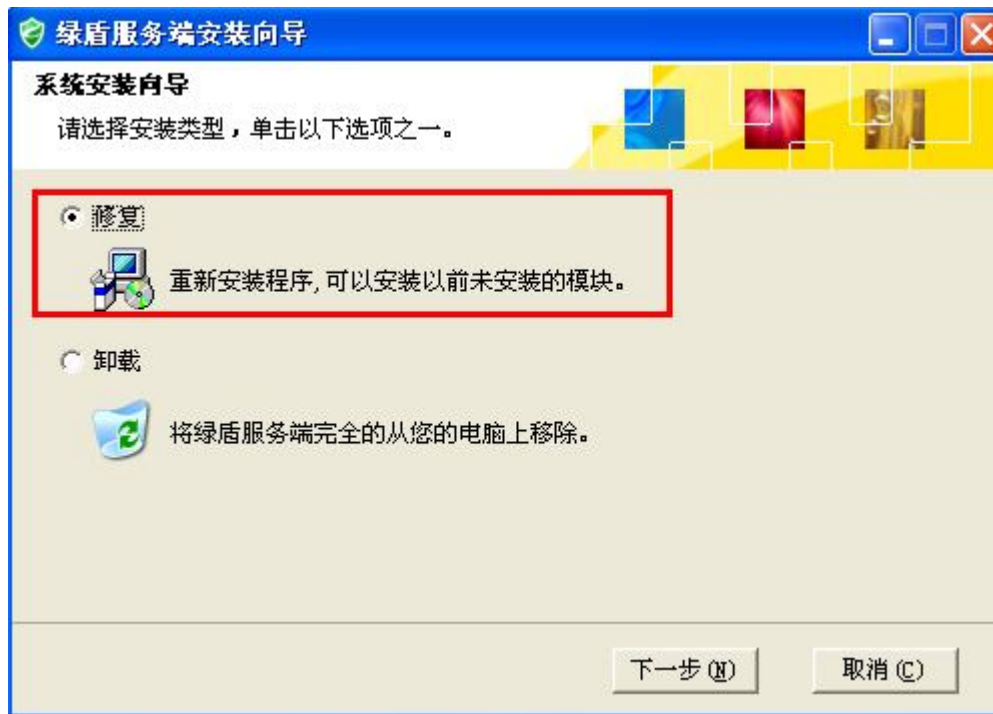 绿盾服务端安装向导
系统安装向导
请选择安装类型，单击以下选项之一。
修复
重新安装程序,可以安装以前未安装的模块。
卸载
将绿盾服务端完全的从您的电脑上移除。
下一步(N) 取消(C)